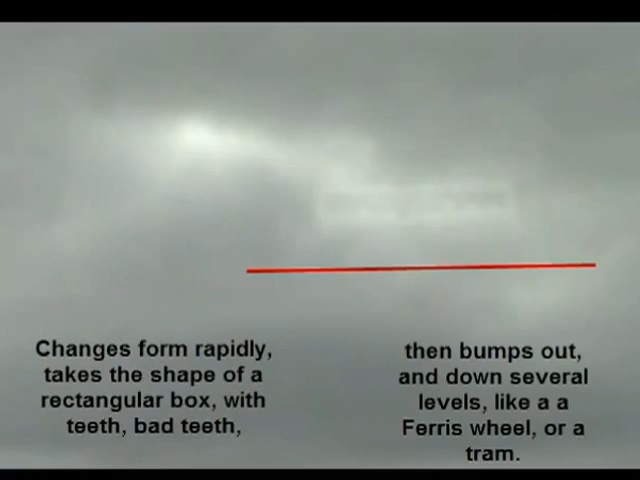 Changes form rapidly,
takes the shape of a
rectangular box, with
teeth, bad teeth,
then bumps out,
and down several
levels, like a a
Ferris wheel, or a
tram.